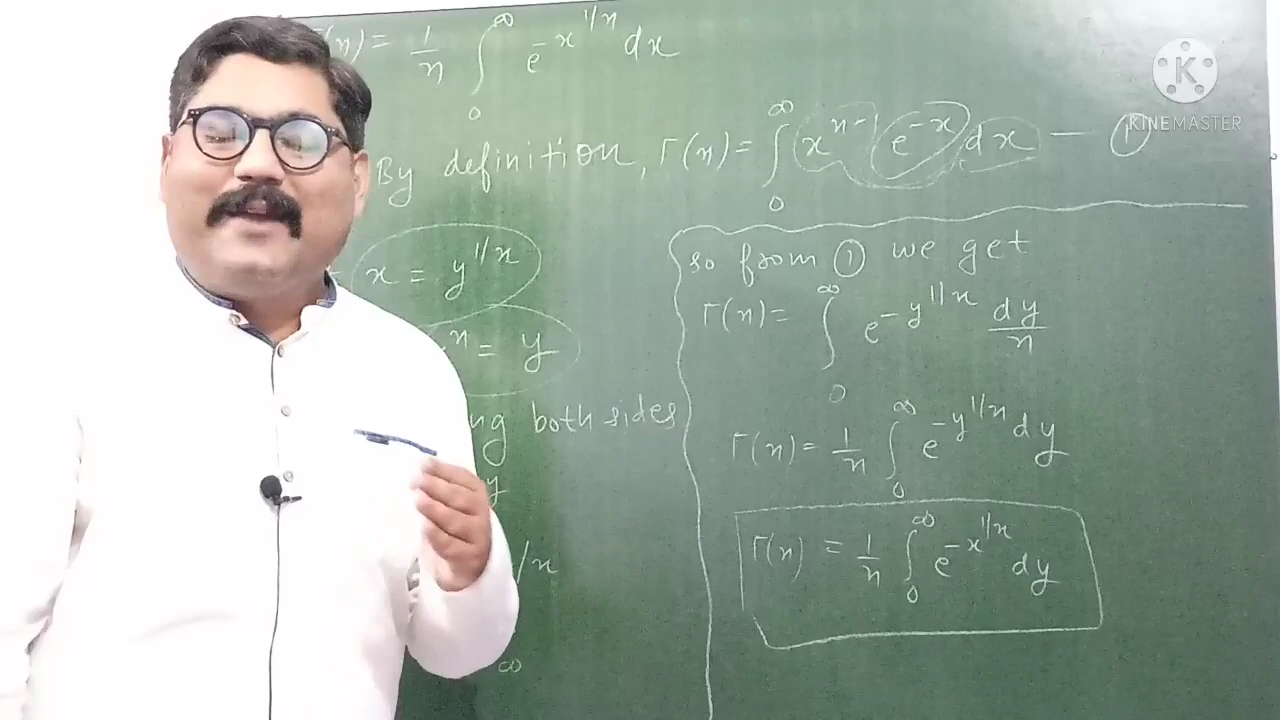 Γ(n) = 1/n ∫₀^∞ e^-x^1/n dx
KINEMASTER
By definition, Γ(n) = ∫₀^∞ x^n-1 e^-x dx — ①
x = y^1/n
n = y
ng both sides
y
/n
∞
so from ① we get
Γ(n) = ∫₀^∞ e^-y^1/n dy/n
Γ(n) = 1/n ∫₀^∞ e^-y^1/n dy
Γ(n) = 1/n ∫₀^∞ e^-x^1/n dy